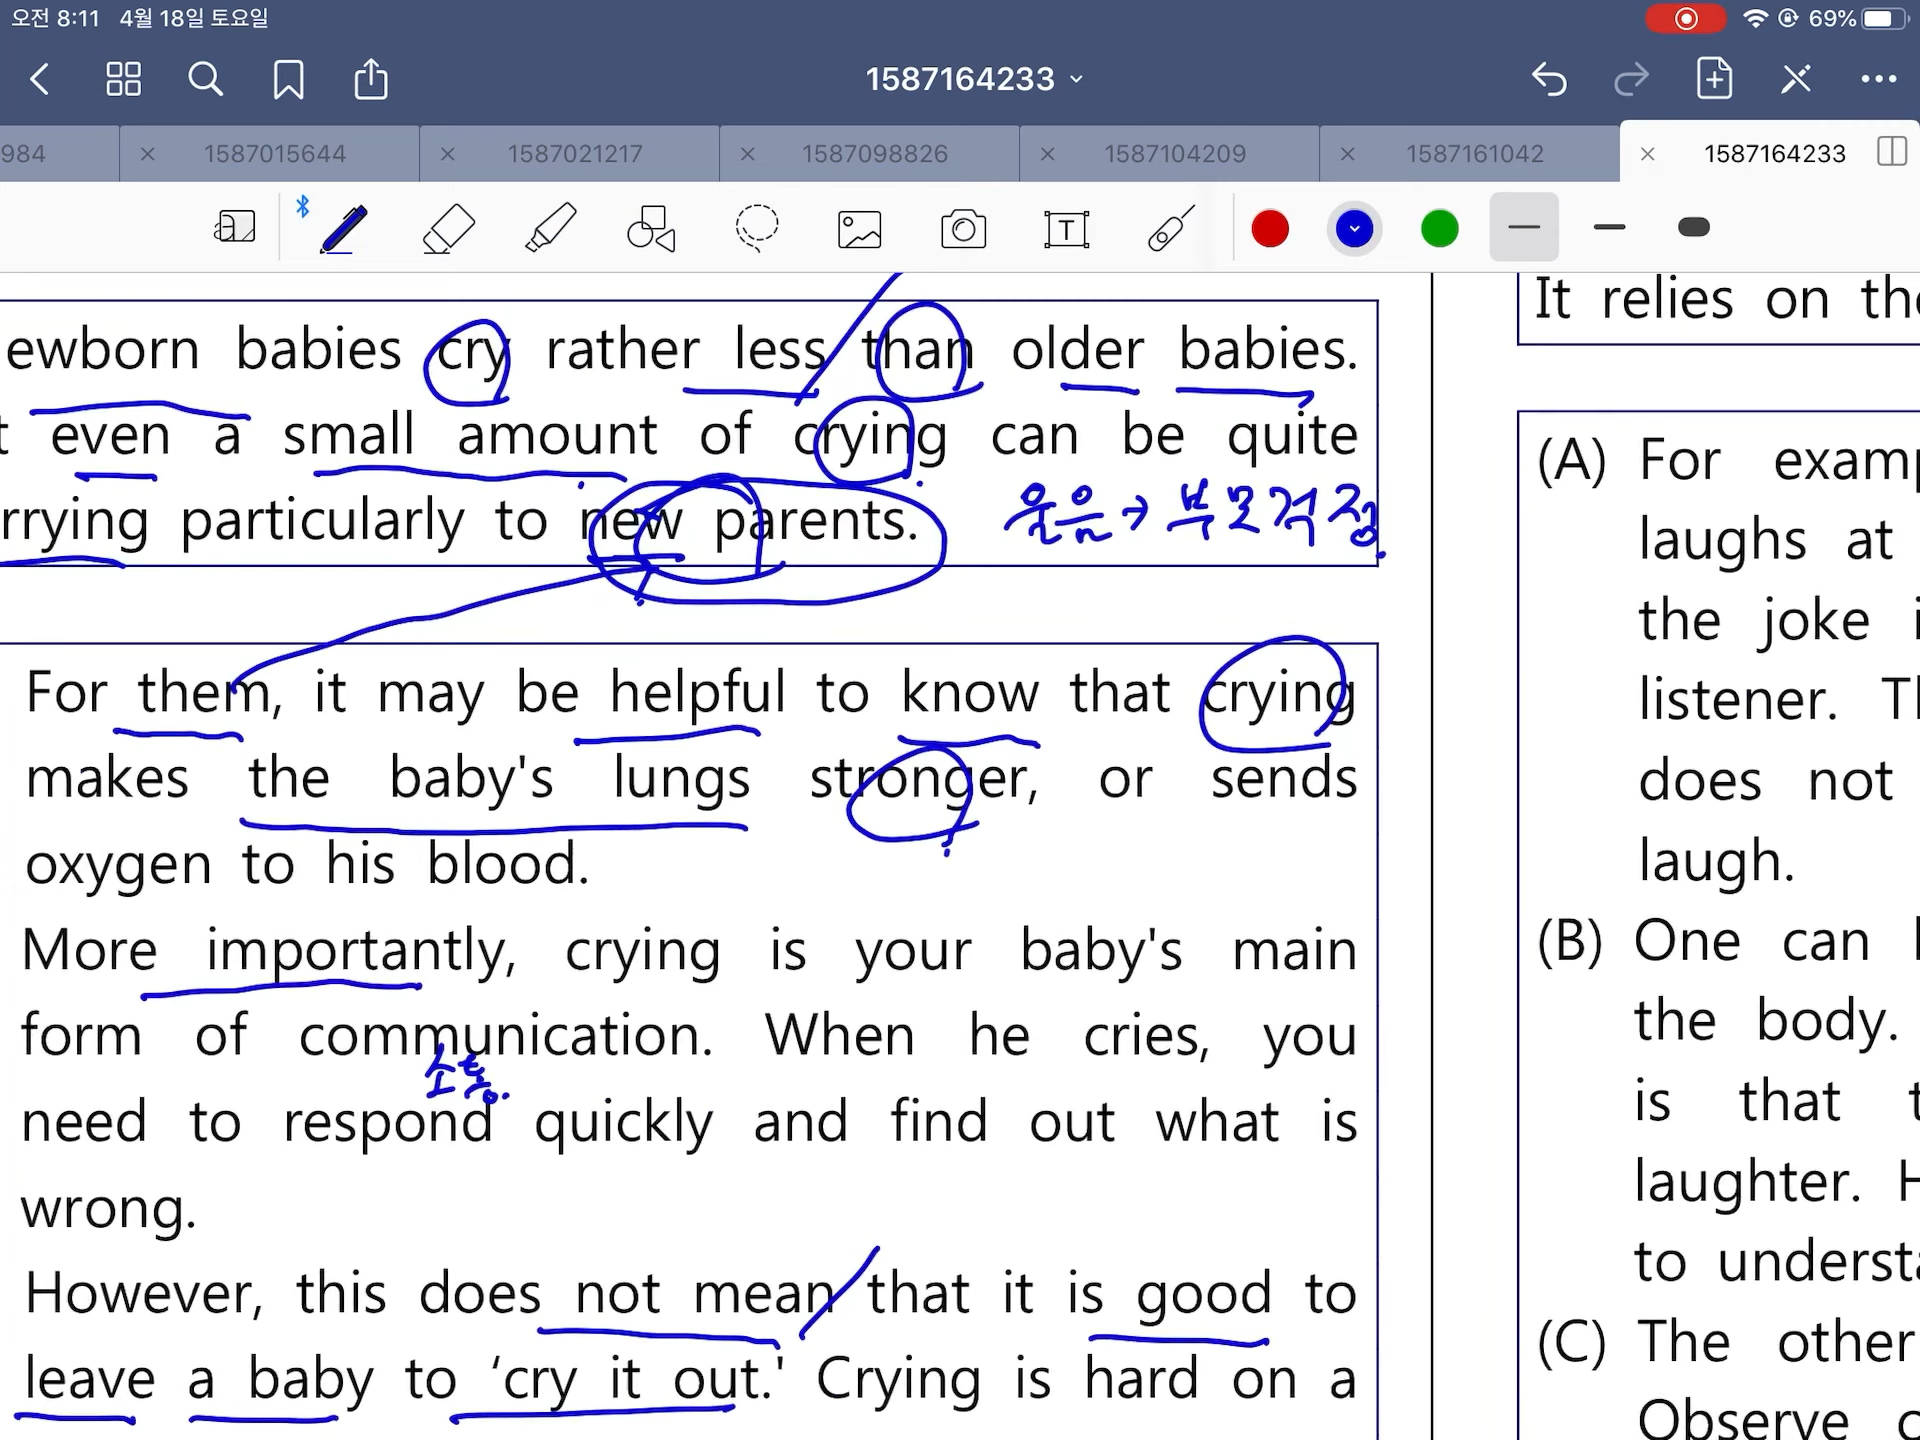 오전 8:11 4월 18일 토요일
69%
1587164233
984
1587015644
1587021217
1587098826
1587104209
1587161042
1587164233
T
ewborn babies cry rather less than older babies.
t even a small amount of crying can be quite
rrying particularly to new parents.
울음 → 부모걱정
For them, it may be helpful to know that crying
makes the baby's lungs stronger, or sends
oxygen to his blood.
More importantly, crying is your baby's main
form of communication. When he cries, you
소통.
need to respond quickly and find out what is
wrong.
However, this does not mean that it is good to
leave a baby to ‘cry it out.' Crying is hard on a
It relies on the
(A) For examp
laughs at
the joke i
listener. Th
does not
laugh.
(B) One can
the body.
is that t
laughter. H
to understa
(C) The other
Observe o